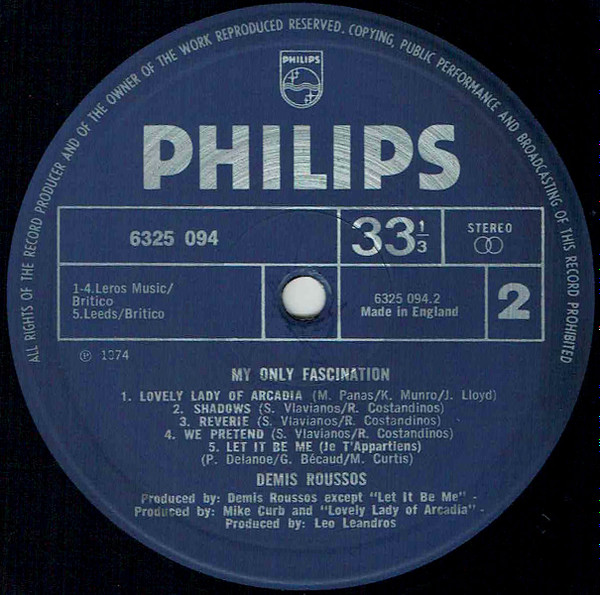 ALL RIGHTS OF THE RECORD PRODUCER AND OF THE OWNER OF THE WORK REPRODUCED RESERVED. COPYING, PUBLIC PERFORMANCE AND BROADCASTING OF THIS RECORD PROHIBITED
PHILIPS
PHILIPS
6325 094
33 1/3
STEREO
1-4.Leros Music/
Britico
5.Leeds/Britico
6325 094.2
Made in England
2
℗ 1974
MY ONLY FASCINATION
1. LOVELY LADY OF ARCADIA (M. Panas/K. Munro/J. Lloyd)
2. SHADOWS (S. Vlavianos/R. Costandinos)
3. REVERIE (S. Vlavianos/R. Costandinos)
4. WE PRETEND (S. Vlavianos/R. Costandinos)
5. LET IT BE ME (Je T'Appartiens)
(P. Delanoe/G. Bécaud/M. Curtis)
DEMIS ROUSSOS
Produced by: Demis Roussos except "Let It Be Me" -
Produced by: Mike Curb and "Lovely Lady of Arcadia" -
Produced by: Leo Leandros